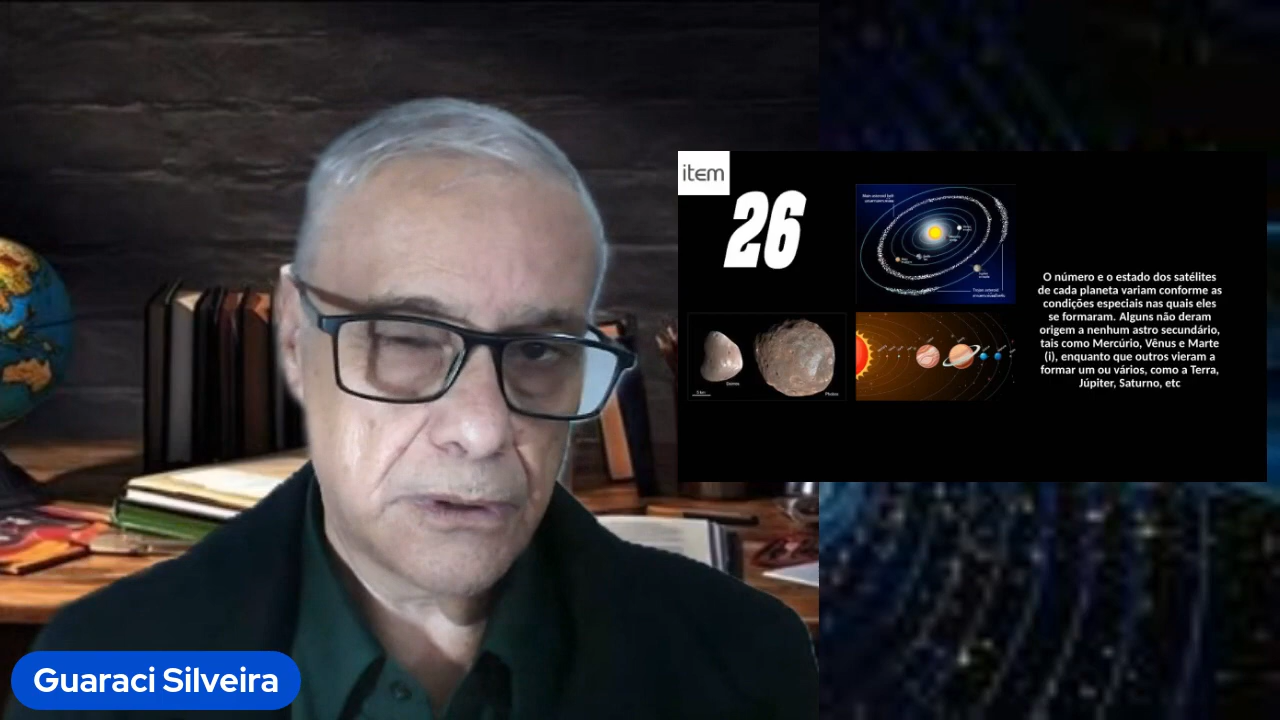 item
26
Deimos
Phobos
O número e o estado dos satélites
de cada planeta variam conforme as
condições especiais nas quais eles
se formaram. Alguns não deram
origem a nenhum astro secundário,
tais como Mercúrio, Vênus e Marte
(i), enquanto que outros vieram a
formar um ou vários, como a Terra,
Júpiter, Saturno, etc
Guaraci Silveira